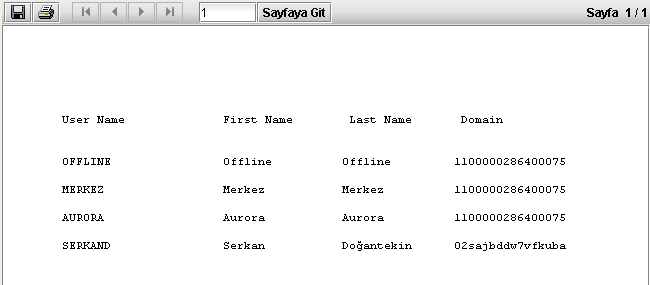 1 Sayfaya Git Sayfa 1 / 1
User Name First Name Last Name Domain
OFFLINE Offline Offline 1100000286400075
MERKEZ Merkez Merkez 1100000286400075
AURORA Aurora Aurora 1100000286400075
SERKAND Serkan Doğantekin 02sajbddw7vfkuba